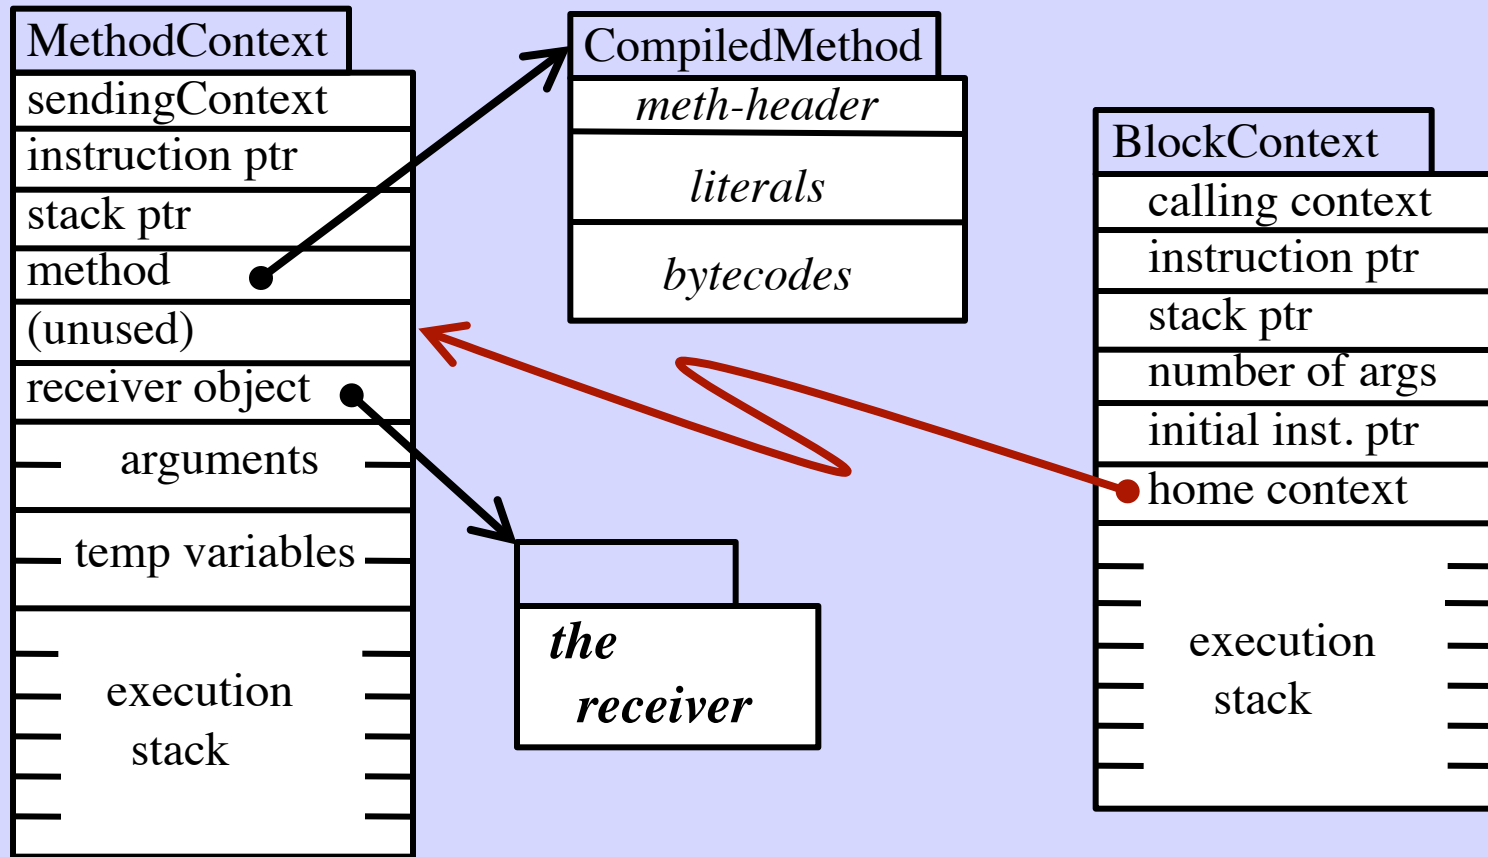 MethodContext
sendingContext
instruction ptr
stack ptr
method
(unused)
receiver object
arguments
temp variables
execution
stack
CompiledMethod
meth-header
literals
bytecodes
the
receiver
BlockContext
calling context
instruction ptr
stack ptr
number of args
initial inst. ptr
home context
execution
stack